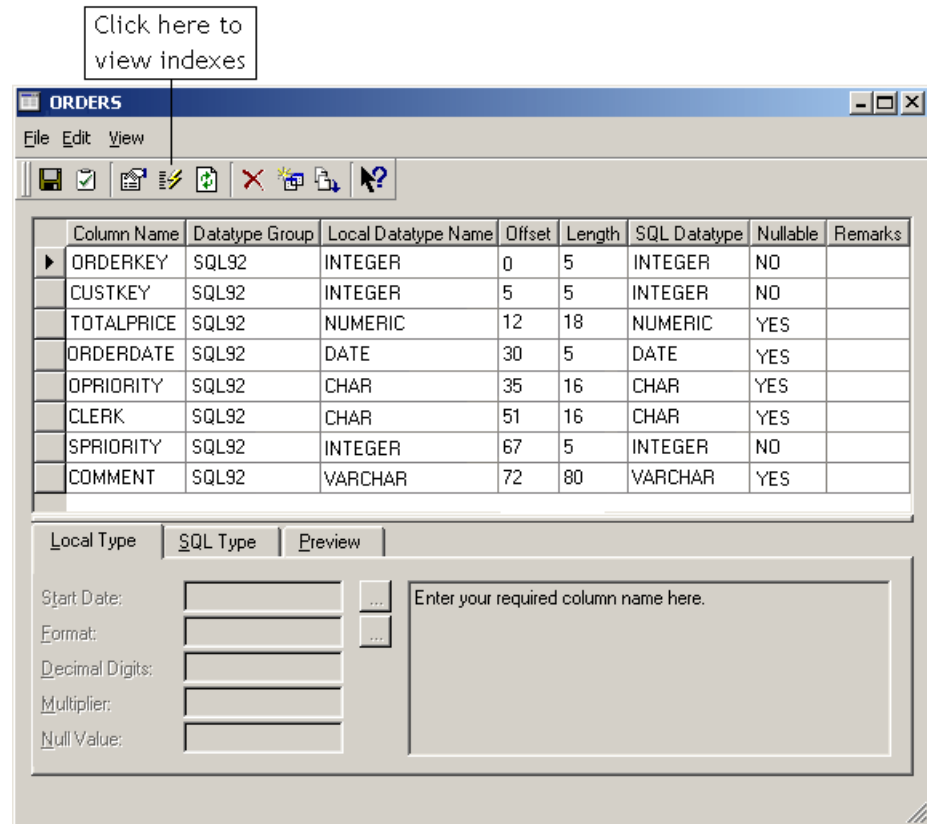 Click here to
view indexes
ORDERS
File Edit View
Column Name Datatype Group Local Datatype Name Offset Length SQL Datatype Nullable Remarks
ORDERKEY SQL92 INTEGER 0 5 INTEGER NO
CUSTKEY SQL92 INTEGER 5 5 INTEGER NO
TOTALPRICE SQL92 NUMERIC 12 18 NUMERIC YES
ORDERDATE SQL92 DATE 30 5 DATE YES
OPRIORITY SQL92 CHAR 35 16 CHAR YES
CLERK SQL92 CHAR 51 16 CHAR YES
SPRIORITY SQL92 INTEGER 67 5 INTEGER NO
COMMENT SQL92 VARCHAR 72 80 VARCHAR YES
Local Type SQL Type Preview
Start Date: ... Enter your required column name here.
Format: ...
Decimal Digits:
Multiplier:
Null Value: